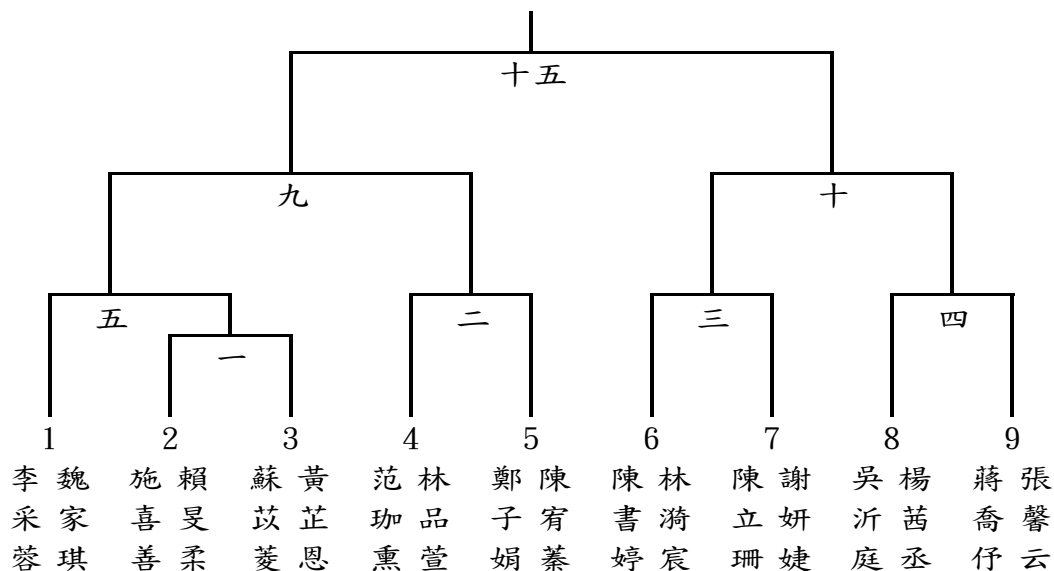 十五
九 十
五 二 三 四
一
1 2 3 4 5 6 7 8 9
李 魏 施 賴 蘇 黃 范 林 鄭 陳 陳 林 陳 謝 吳 楊 蔣 張
采 家 喜 旻 苡 芷 珈 品 子 宥 書 漪 立 妍 沂 茜 喬 馨
蓉 琪 善 柔 菱 恩 熏 萱 娟 蓁 婷 宸 珊 婕 庭 丞 伃 云